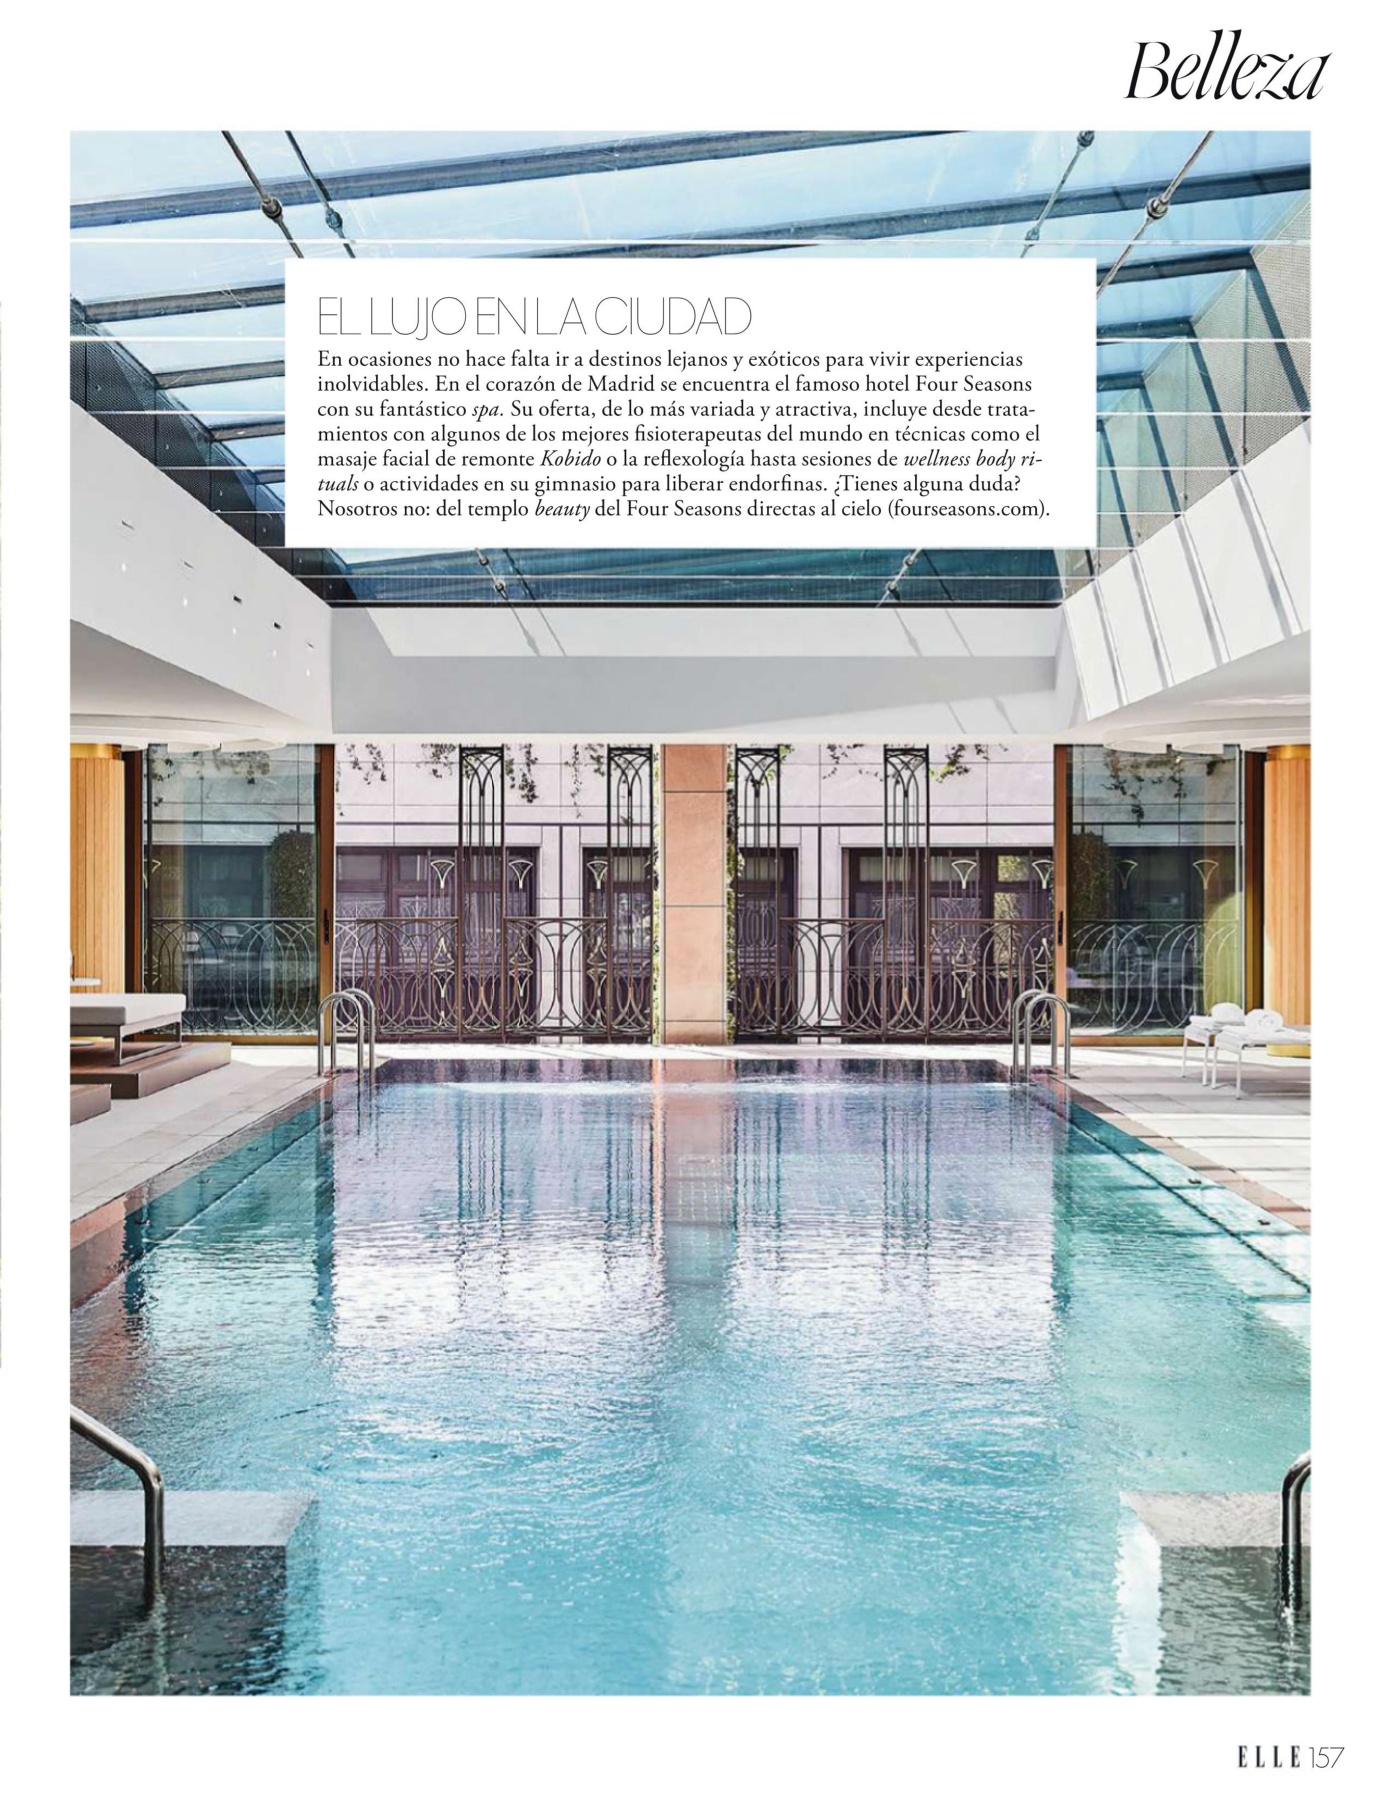 Belleza
EL LUJO EN LA CIUDAD
En ocasiones no hace falta ir a destinos lejanos y exóticos para vivir experiencias
inolvidables. En el corazón de Madrid se encuentra el famoso hotel Four Seasons
con su fantástico spa. Su oferta, de lo más variada y atractiva, incluye desde trata-
mientos con algunos de los mejores fisioterapeutas del mundo en técnicas como el
masaje facial de remonte Kobido o la reflexología hasta sesiones de wellness body ri-
tuals o actividades en su gimnasio para liberar endorfinas. ¿Tienes alguna duda?
Nosotros no: del templo beauty del Four Seasons directas al cielo (fourseasons.com).
ELLE 157